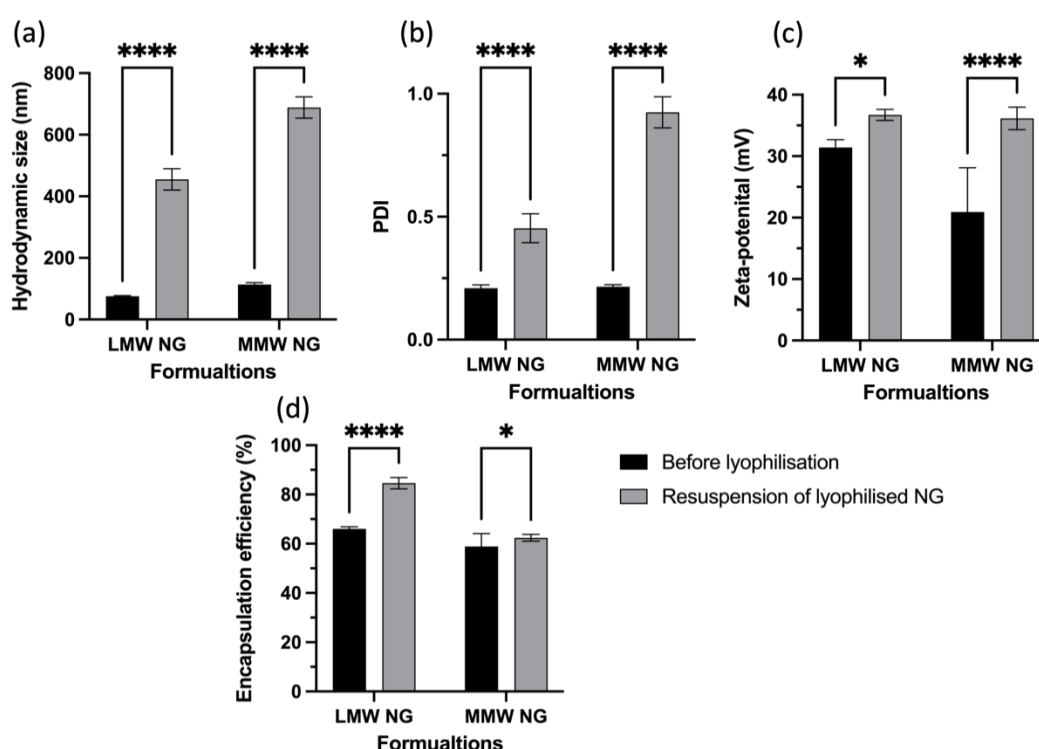 (a)
****
****
Hydrodynamic size (nm)
800
600
400
200
0
LMW NG
MMW NG
Formualtions
(b)
****
****
PDI
1.0
0.5
0.0
LMW NG
MMW NG
Formualtions
(c)
*
****
Zeta-potenital (mV)
40
30
20
10
0
LMW NG
MMW NG
Formualtions
(d)
****
*
Encapsulation efficiency (%)
100
80
60
40
20
0
LMW NG
MMW NG
Formualtions
Before lyophilisation
Resuspension of lyophilised NG